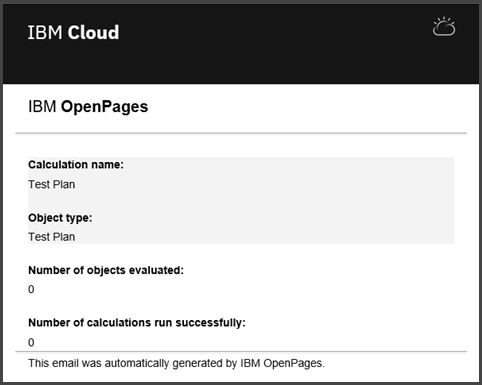 IBM Cloud
IBM OpenPages
Calculation name:
Test Plan
Object type:
Test Plan
Number of objects evaluated:
0
Number of calculations run successfully:
0
This email was automatically generated by IBM OpenPages.